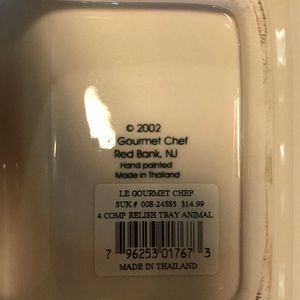 © 2002
Le Gourmet Chef
Red Bank, NJ
Hand painted
Made in Thailand
LE GOURMET CHEF
SUK # 008-24585 $14.99
4 COMP RELISH TRAY ANIMAL
7 96253 01767 3
MADE IN THAILAND